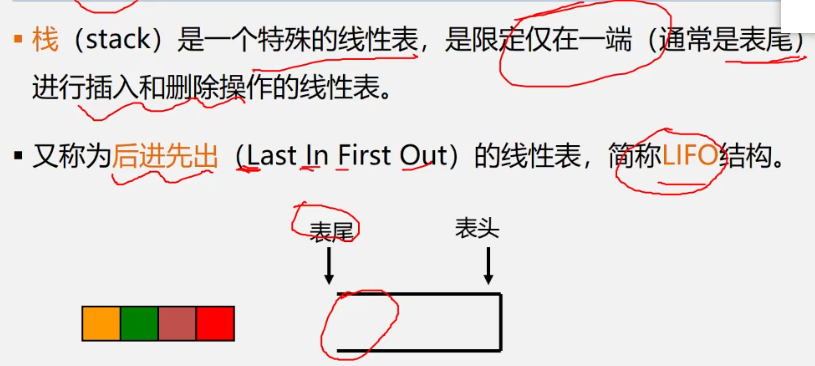 ▪ 栈（stack）是一个特殊的线性表，是限定仅在一端（通常是表尾）
进行插入和删除操作的线性表。
▪ 又称为后进先出（Last In First Out）的线性表，简称LIFO结构。
表尾 表头